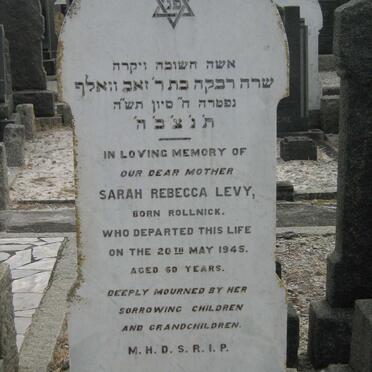 פ״נ
אשה חשובה ויקרה
שרה רבקה בת ר׳ זאב וואלף
נפטרה ח׳ סיון תש״ה
ת׳ נ׳ צ׳ ב׳ ה׳
IN LOVING MEMORY OF
OUR DEAR MOTHER
SARAH REBECCA LEVY,
BORN ROLLNICK.
WHO DEPARTED THIS LIFE
ON THE 20TH MAY 1945.
AGED 60 YEARS.
DEEPLY MOURNED BY HER
SORROWING CHILDREN
AND GRANDCHILDREN.
M.H.D.S.R.I.P.